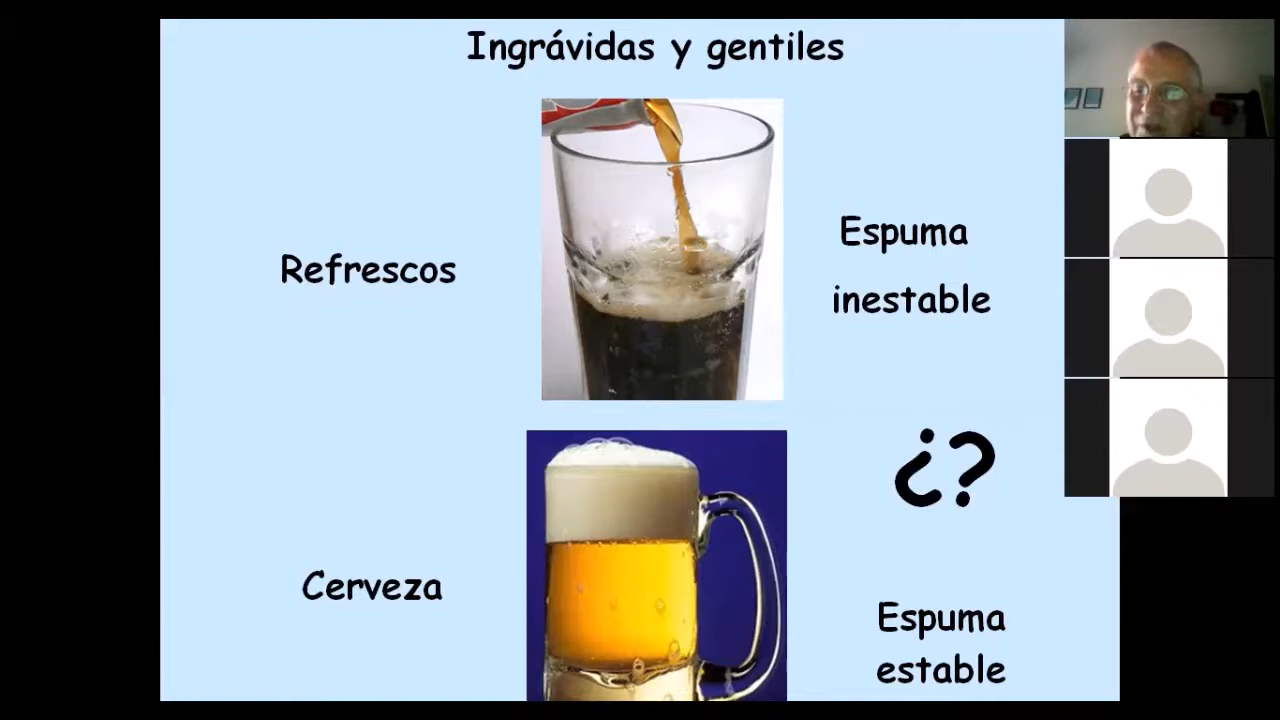 Ingrávidas y gentiles
Refrescos
Espuma
inestable
¿?
Cerveza
Espuma
estable